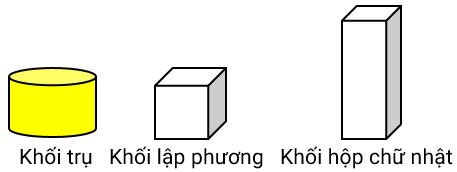 Khối trụ Khối lập phương Khối hộp chữ nhật